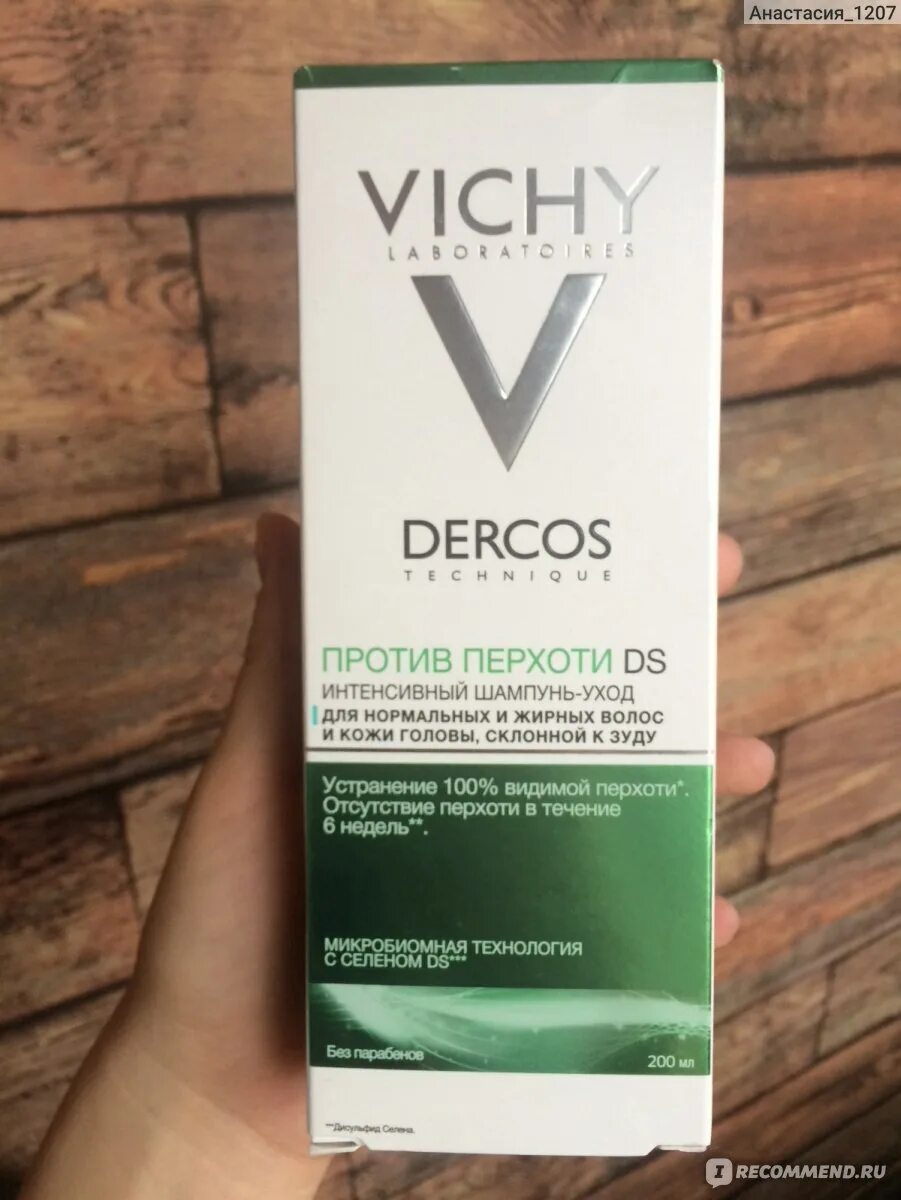 Анастасия_1207
VICHY
LABORATOIRES
V
DERCOS
TECHNIQUE
ПРОТИВ ПЕРХОТИ DS
ИНТЕНСИВНЫЙ ШАМПУНЬ-УХОД
ДЛЯ НОРМАЛЬНЫХ И ЖИРНЫХ ВОЛОС
И КОЖИ ГОЛОВЫ, СКЛОННОЙ К ЗУДУ
Устранение 100% видимой перхоти*.
Отсутствие перхоти в течение
6 недель**.
МИКРОБИОМНАЯ ТЕХНОЛОГИЯ
С СЕЛЕНОМ DS***
Без парабенов
200 мл
***Дисульфид Селена.
IRECOMMEND.RU